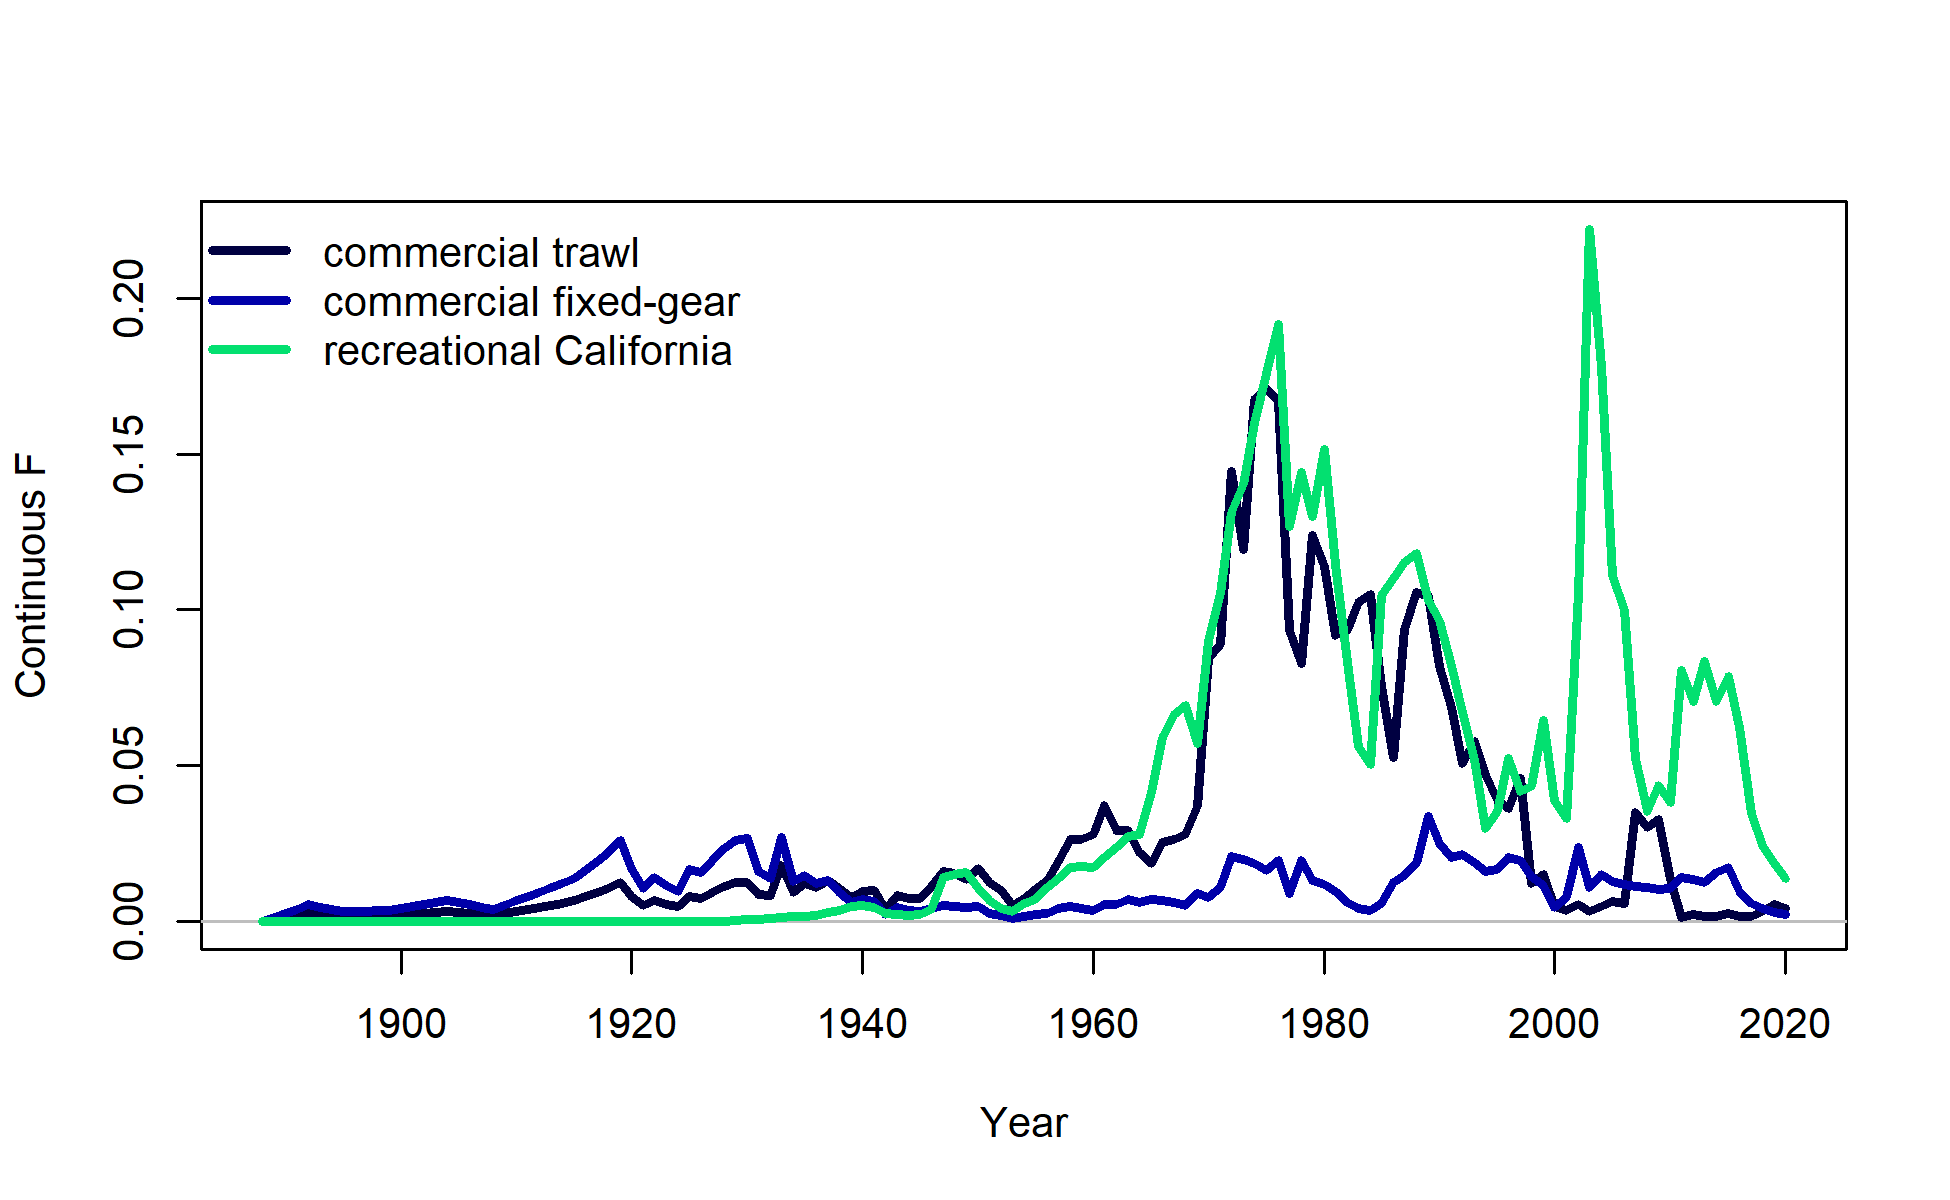 commercial trawl
commercial fixed-gear
recreational California
Continuous F
0.20
0.15
0.10
0.05
0.00
1900 1920 1940 1960 1980 2000 2020
Year